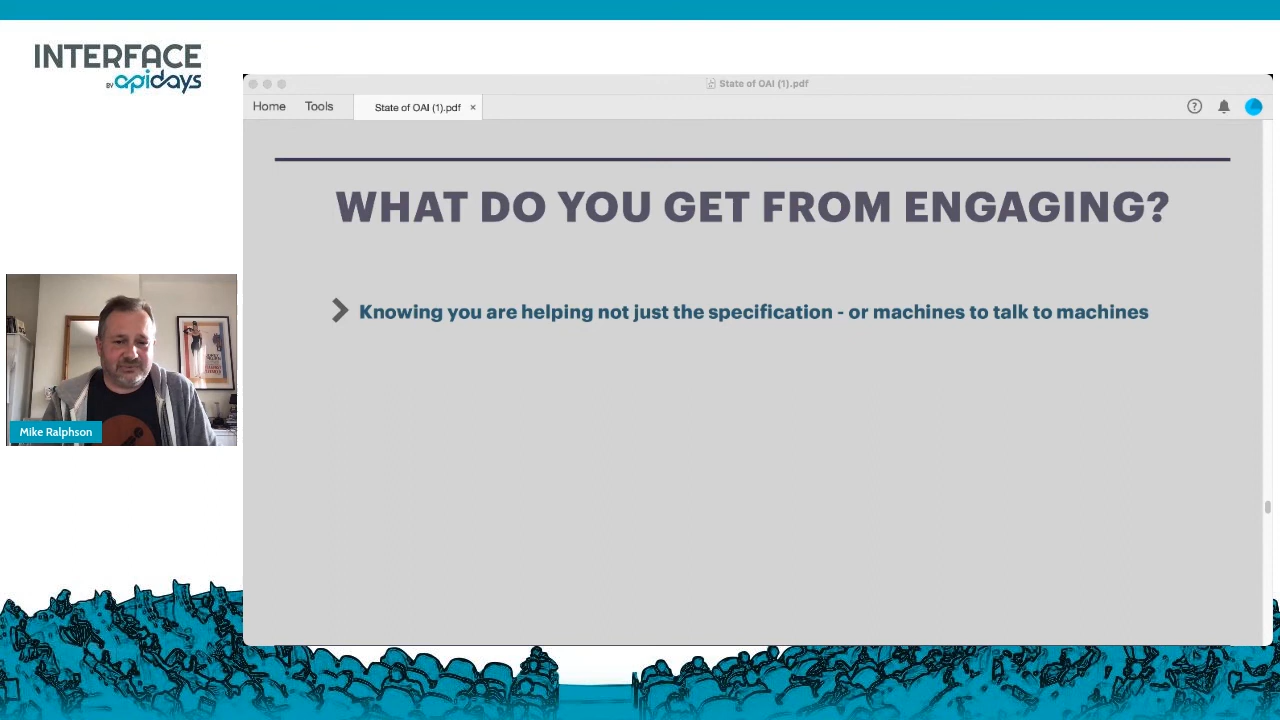 INTERFACE
BY apidays
State of OAI (1).pdf
Home
Tools
State of OAI (1).pdf
×
?
WHAT DO YOU GET FROM ENGAGING?
Knowing you are helping not just the specification - or machines to talk to machines
Mike Ralphson